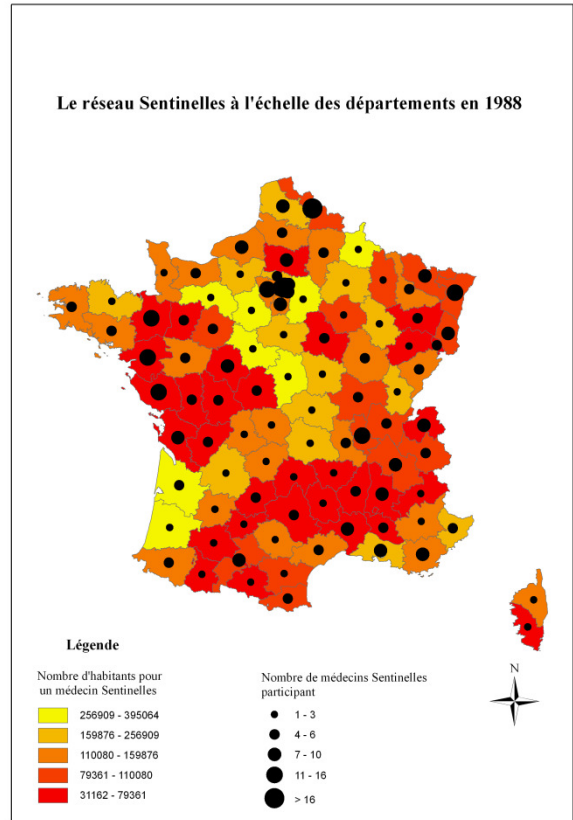 Le réseau Sentinelles à l'échelle des départements en 1988
Légende
Nombre d'habitants pour
un médecin Sentinelles
256909 - 395064
159876 - 256909
110080 - 159876
79361 - 110080
31162 - 79361
Nombre de médecins Sentinelles
participant
1 - 3
4 - 6
7 - 10
11 - 16
> 16
N